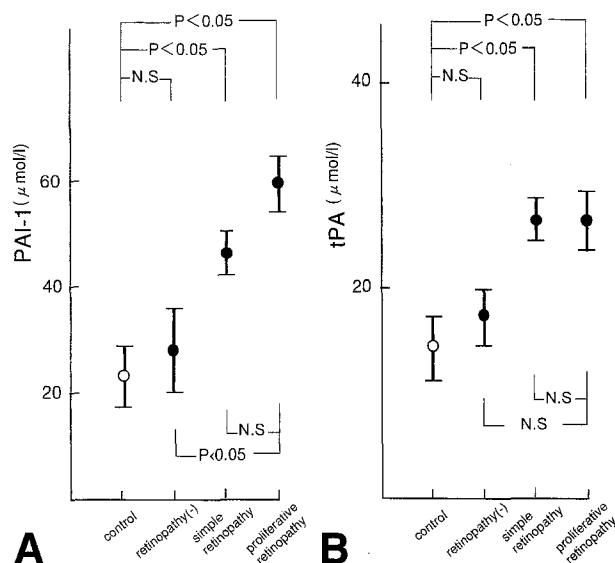 P<0.05
P<0.05
N.S
PAI-1 (μmol/l)
60
40
20
N.S
P<0.05
control
retinopathy(-)
simple
retinopathy
proliferative
retinopathy
A
P<0.05
P<0.05
N.S
tPA (μmol/l)
40
20
N.S
N.S
control
retinopathy(-)
simple
retinopathy
proliferative
retinopathy
B